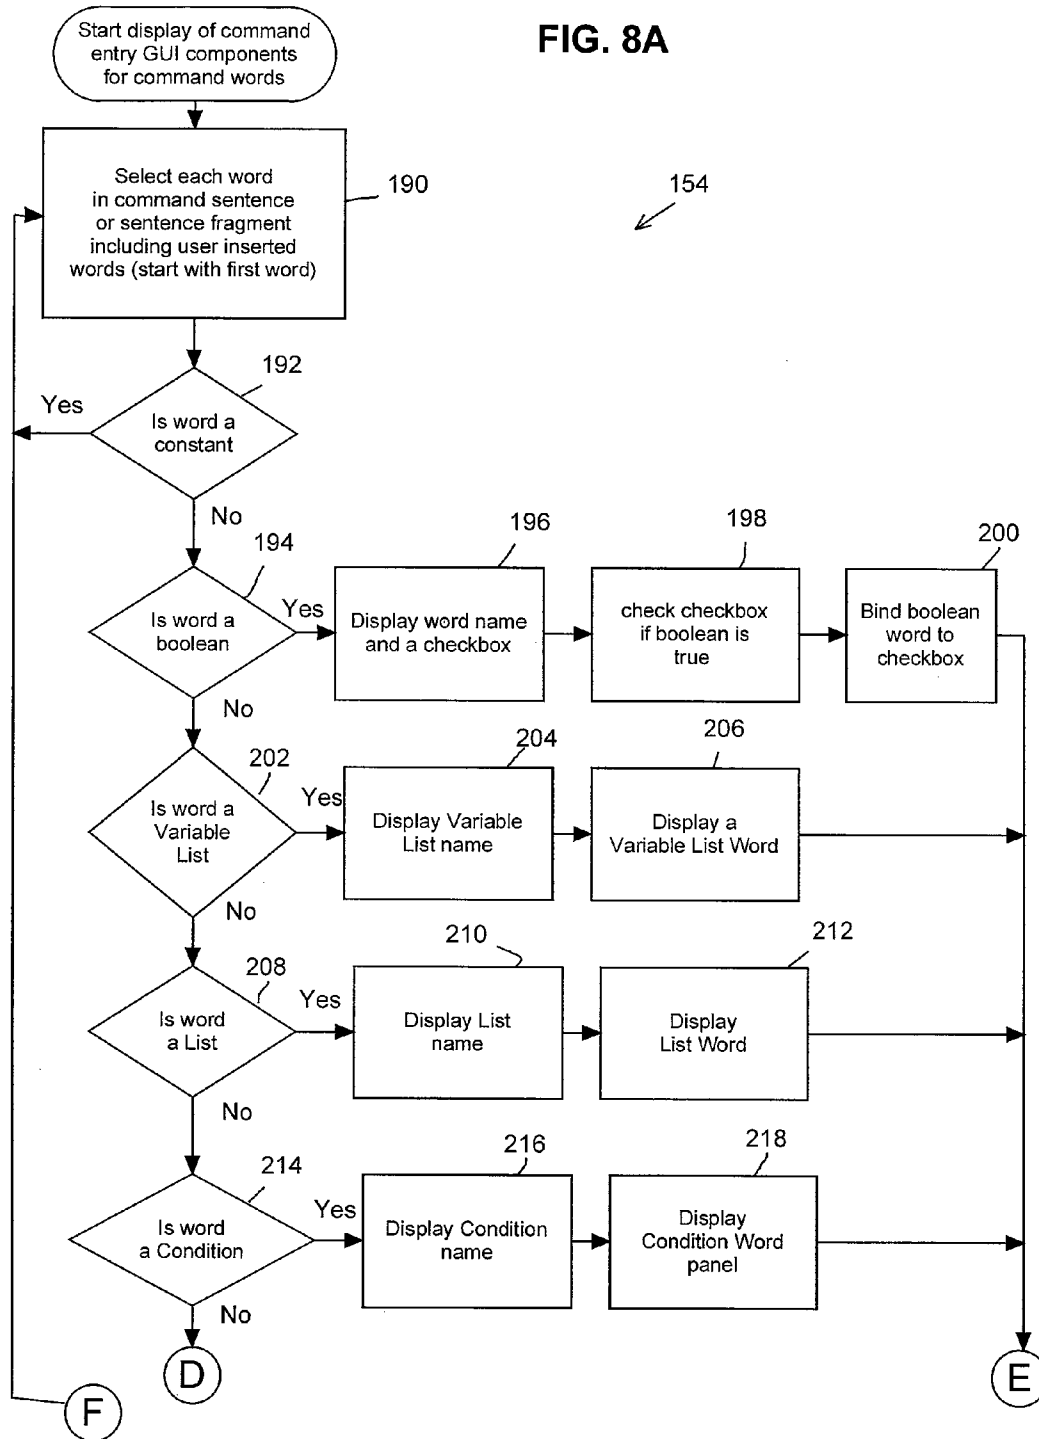 Start display of command
entry GUI components
for command words
FIG. 8A
Select each word
in command sentence
or sentence fragment
including user inserted
words (start with first word)
190
154
192
Yes
Is word a
constant
No
194
196
198
200
Is word a
boolean
Yes
Display word name
and a checkbox
check checkbox
if boolean is
true
Bind boolean
word to
checkbox
No
202
204
206
Is word a
Variable
List
Yes
Display Variable
List name
Display a
Variable List Word
No
208
210
212
Is word
a List
Yes
Display List
name
Display
List Word
No
214
216
218
Is word
a Condition
Yes
Display Condition
name
Display
Condition Word
panel
No
D
E
F